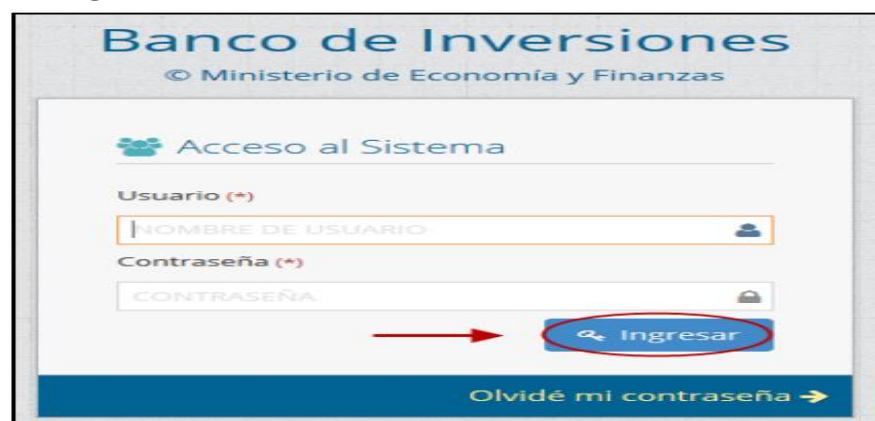 Banco de Inversiones
© Ministerio de Economía y Finanzas
Acceso al Sistema
Usuario (*)
NOMBRE DE USUARIO
Contraseña (*)
CONTRASEÑA
Ingresar
Olvidé mi contraseña